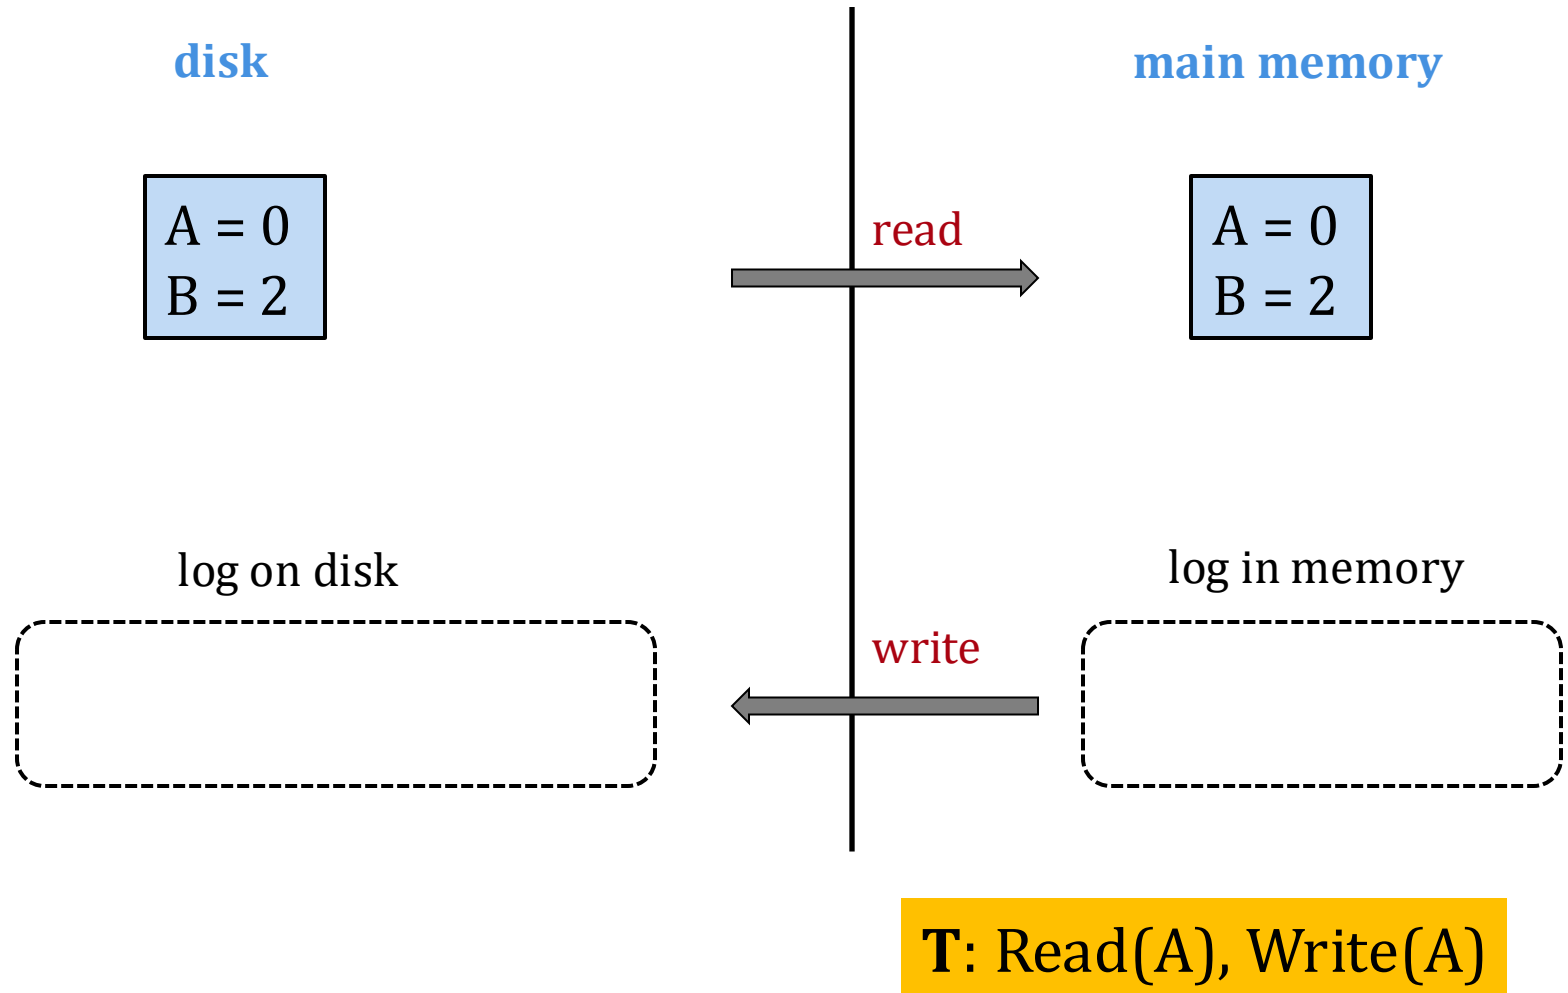 disk
main memory
A = 0
B = 2
read
A = 0
B = 2
log on disk
log in memory
write
T: Read(A), Write(A)